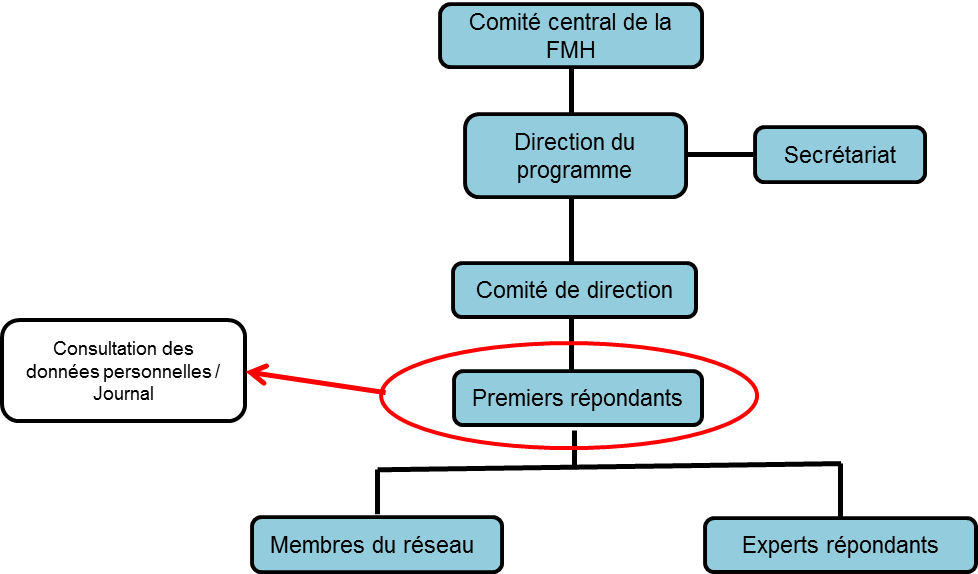 Comité central de la
FMH
Direction du
programme
Secrétariat
Comité de direction
Consultation des
données personnelles /
Journal
Premiers répondants
Membres du réseau
Experts répondants